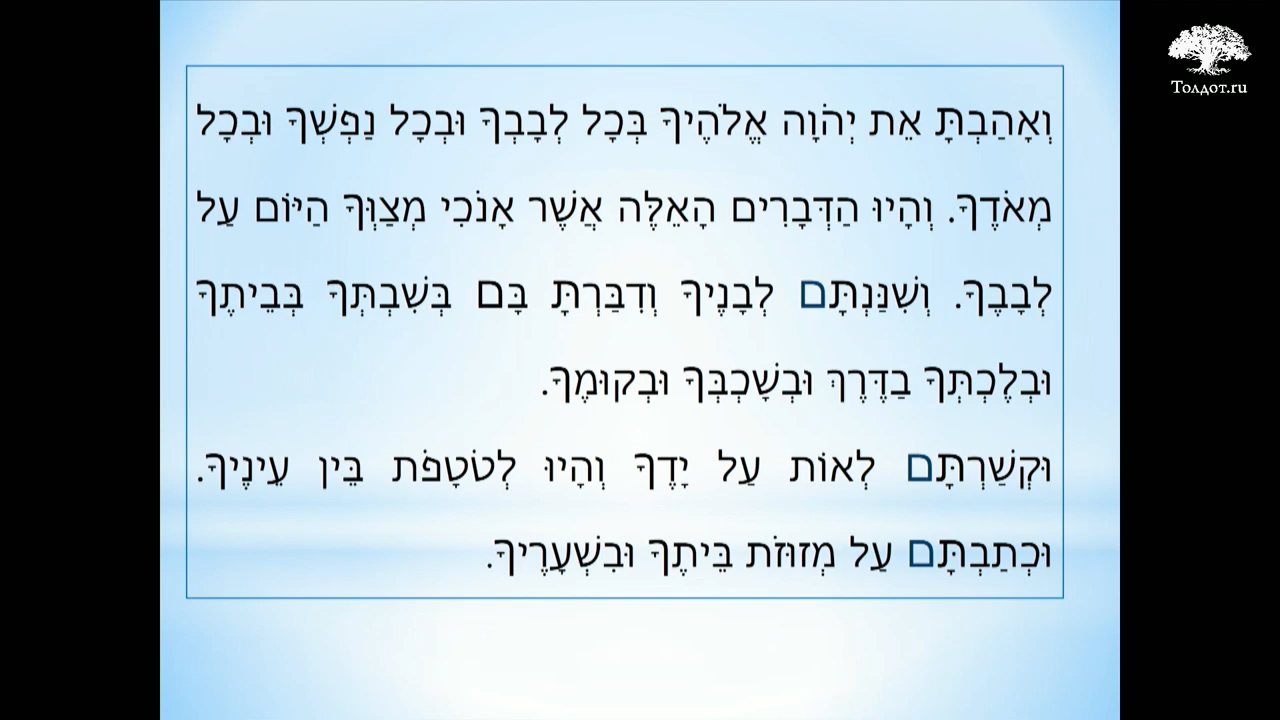 וְאָהַבְתָּ אֵת יְהֹוָה אֱלֹהֶיךָ בְּכָל לְבָבְךָ וּבְכָל נַפְשְׁךָ וּבְכָל
מְאֹדֶךָ. וְהָיוּ הַדְּבָרִים הָאֵלֶּה אֲשֶׁר אָנֹכִי מְצַוְּךָ הַיּוֹם עַל
לְבָבֶךָ. וְשִׁנַּנְתָּם לְבָנֶיךָ וְדִבַּרְתָּ בָּם בְּשִׁבְתְּךָ בְּבֵיתֶךָ
וּבְלֶכְתְּךָ בַדֶּרֶךְ וּבְשָׁכְבְּךָ וּבְקוּמֶךָ.
וּקְשַׁרְתָּם לְאוֹת עַל יָדֶךָ וְהָיוּ לְטֹטָפֹת בֵּין עֵינֶיךָ.
וּכְתַבְתָּם עַל מְזוּזֹת בֵּיתֶךָ וּבִשְׁעָרֶיךָ.
Толдот.ru